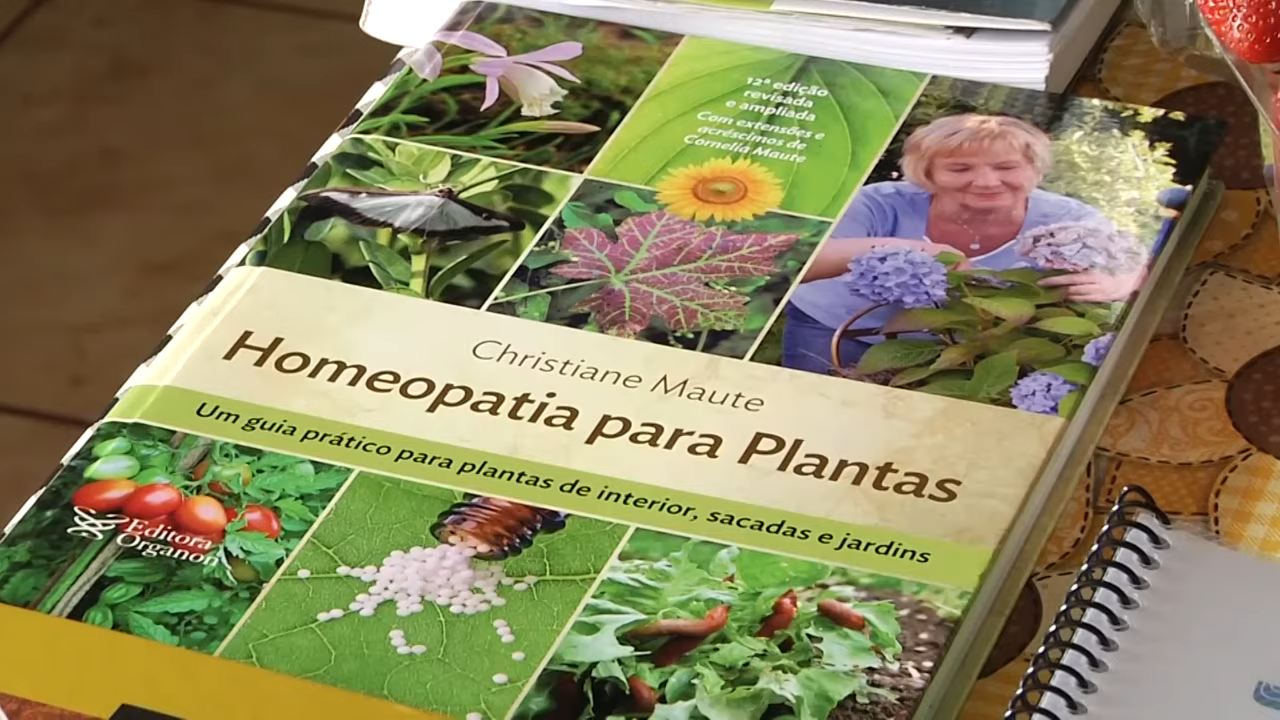 12ª edição
revisada
e ampliada
Com extensões e
acréscimos de
Cornelia Maute
Christiane Maute
Homeopatia para Plantas
Um guia prático para plantas de interior, sacadas e jardins
Editora
Organon